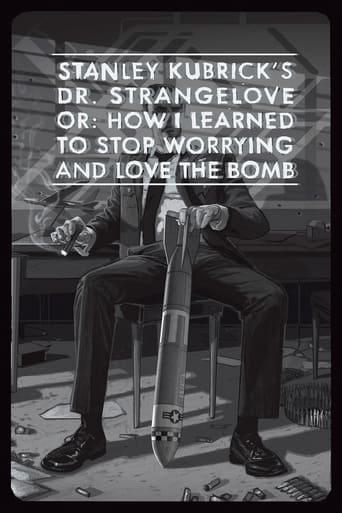 STANLEY KUBRICK'S
DR. STRANGELOVE
OR: HOW I LEARNED
TO STOP WORRYING
AND LOVE THE BOMB